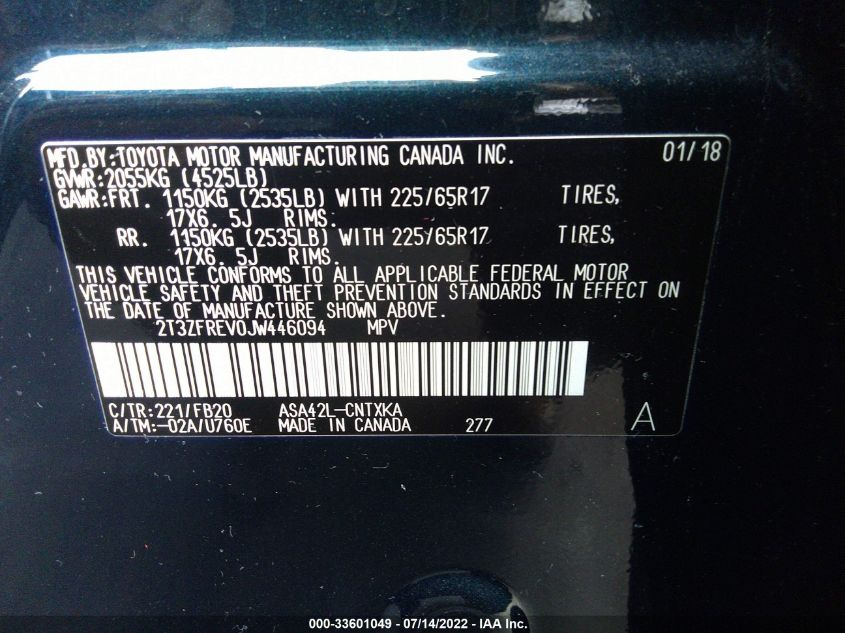 MFD.BY:TOYOTA MOTOR MANUFACTURING CANADA INC. 01/18
GVWR:2055KG (4525LB)
GAWR:FRT. 1150KG (2535LB) WITH 225/65R17 TIRES,
17X6. 5J RIMS.
RR. 1150KG (2535LB) WITH 225/65R17 TIRES,
17X6. 5J RIMS.
THIS VEHICLE CONFORMS TO ALL APPLICABLE FEDERAL MOTOR
VEHICLE SAFETY AND THEFT PREVENTION STANDARDS IN EFFECT ON
THE DATE OF MANUFACTURE SHOWN ABOVE.
2T3ZFREV0JW446094 MPV
C/TR:221/FB20 ASA42L-CNTXKA
A/TM:-02A/U760E MADE IN CANADA 277 A
000-33601049 - 07/14/2022 - IAA Inc.